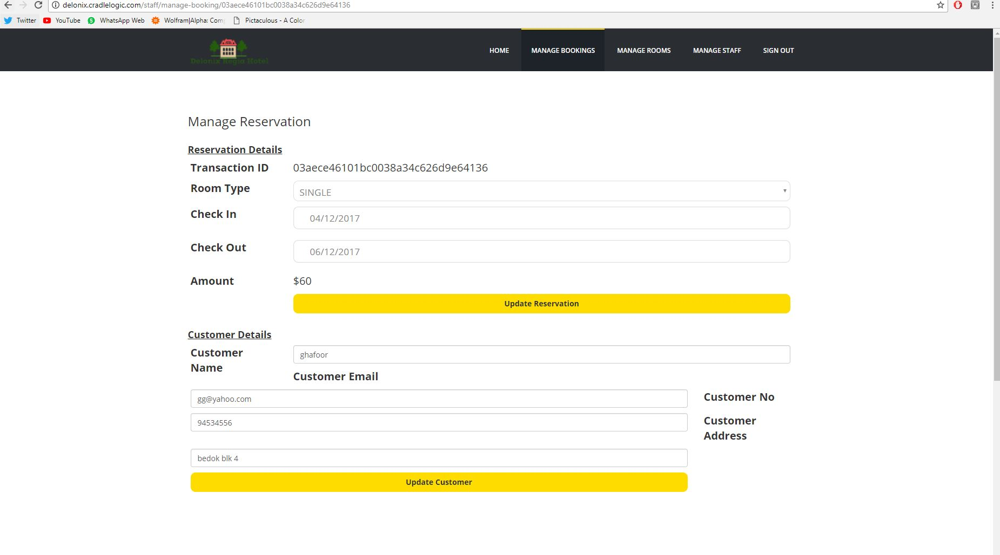 delonix.cradlelogic.com/staff/manage-booking/03aece46101bc0038a34c626d9e64136
Twitter YouTube WhatsApp Web Wolfram|Alpha: Com Pictaculous - A Color
Delonix Regia Hotel
HOME MANAGE BOOKINGS MANAGE ROOMS MANAGE STAFF SIGN OUT
Manage Reservation
Reservation Details
Transaction ID 03aece46101bc0038a34c626d9e64136
Room Type SINGLE
Check In 04/12/2017
Check Out 06/12/2017
Amount $60
Update Reservation
Customer Details
Customer Name ghafoor
Customer Email
gg@yahoo.com Customer No
94534556 Customer Address
bedok blk 4
Update Customer